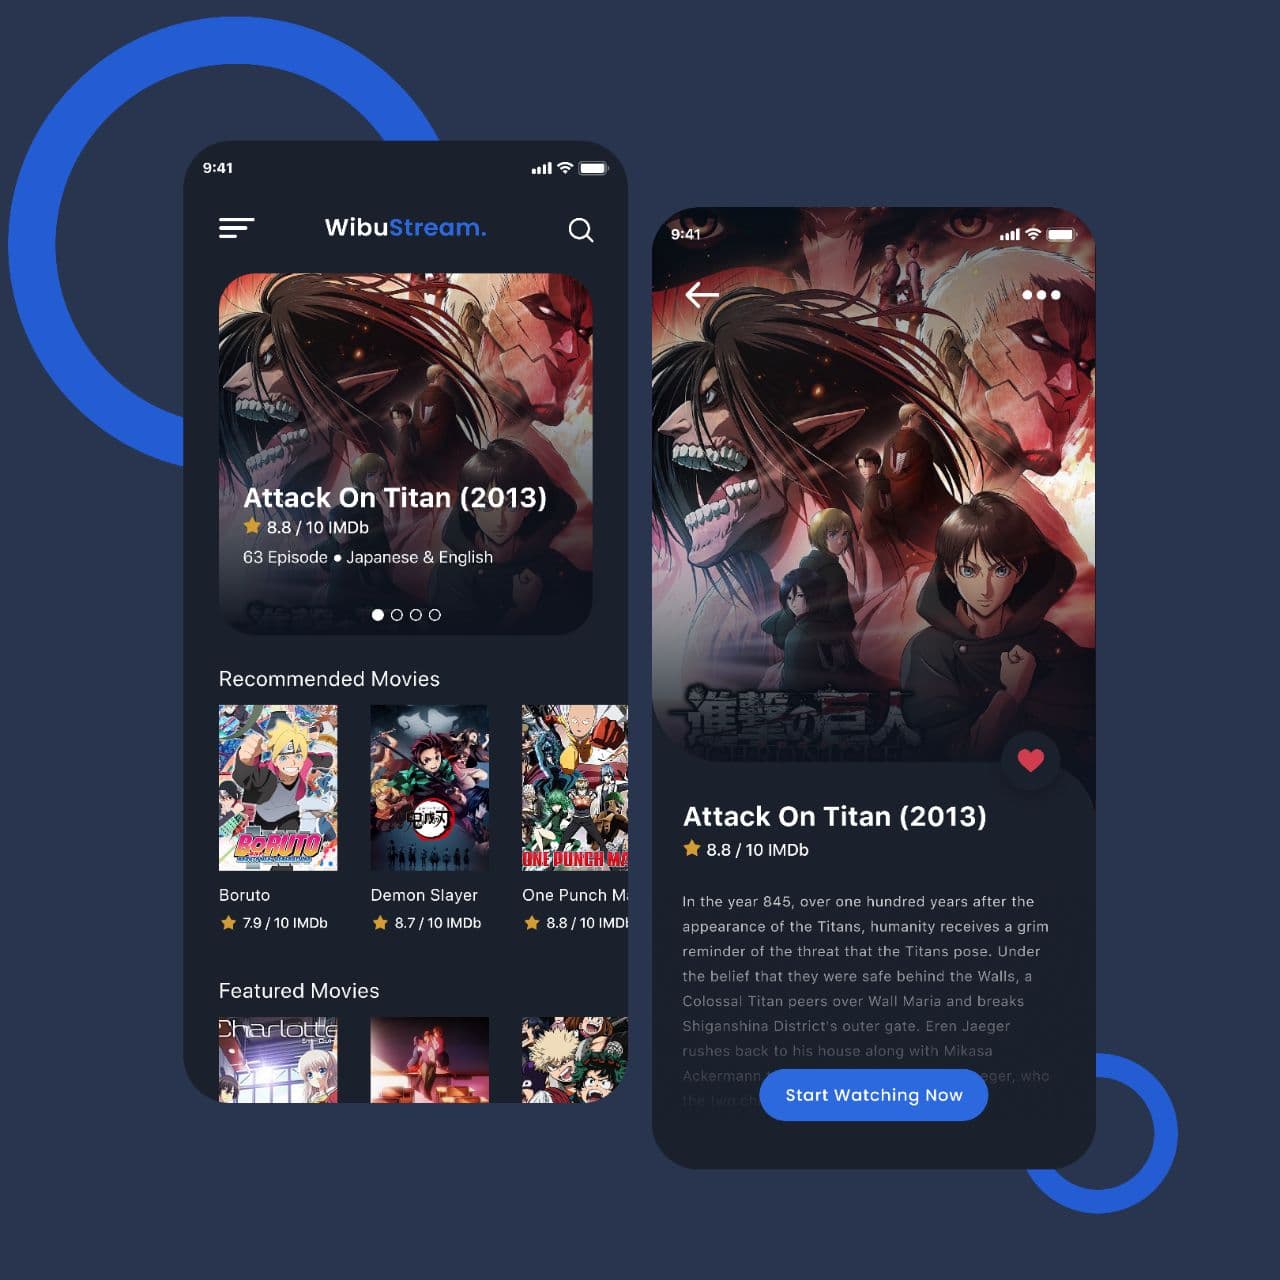 9:41
WibuStream.
Attack On Titan (2013)
8.8 / 10 IMDb
63 Episode ● Japanese & English
Recommended Movies
BORUTO
鬼滅刃
ONE PUNCH MA
Boruto
Demon Slayer
One Punch Ma
7.9 / 10 IMDb
8.7 / 10 IMDb
8.8 / 10 IMDb
Featured Movies
Charlotte
9:41
進撃の巨人
Attack On Titan (2013)
8.8 / 10 IMDb
In the year 845, over one hundred years after the
appearance of the Titans, humanity receives a grim
reminder of the threat that the Titans pose. Under
the belief that they were safe behind the Walls, a
Colossal Titan peers over Wall Maria and breaks
Shiganshina District's outer gate. Eren Jaeger
rushes back to his house along with Mikasa
Ackermann eger, who
the two ch
Start Watching Now